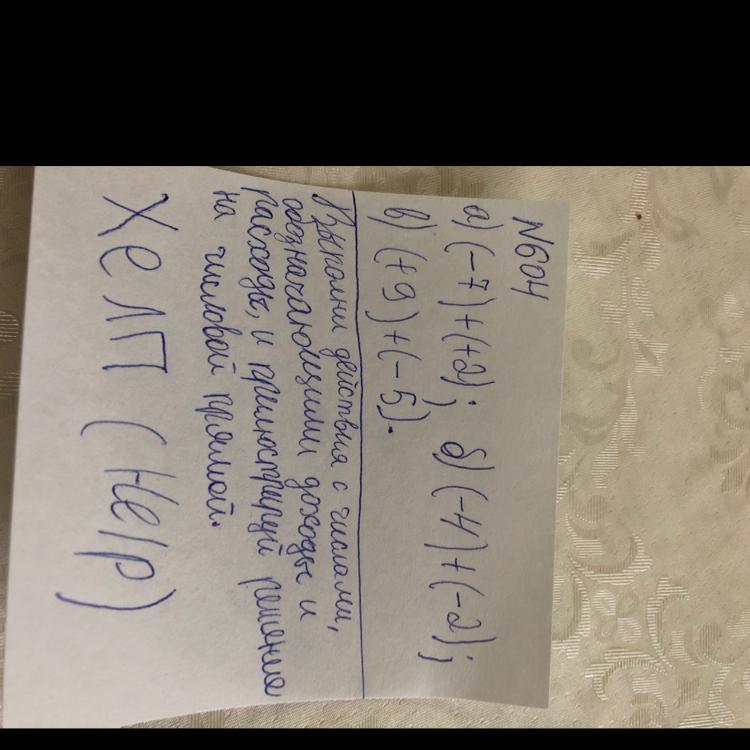 №604
а) (-7)+(+2); б) (-4)+(-2);
в) (+9)+(-5).
Выполни действия с числами,
обозначающими доходы и
расходы, и проиллюстрируй решение
на числовой прямой.
Хелп (Help)